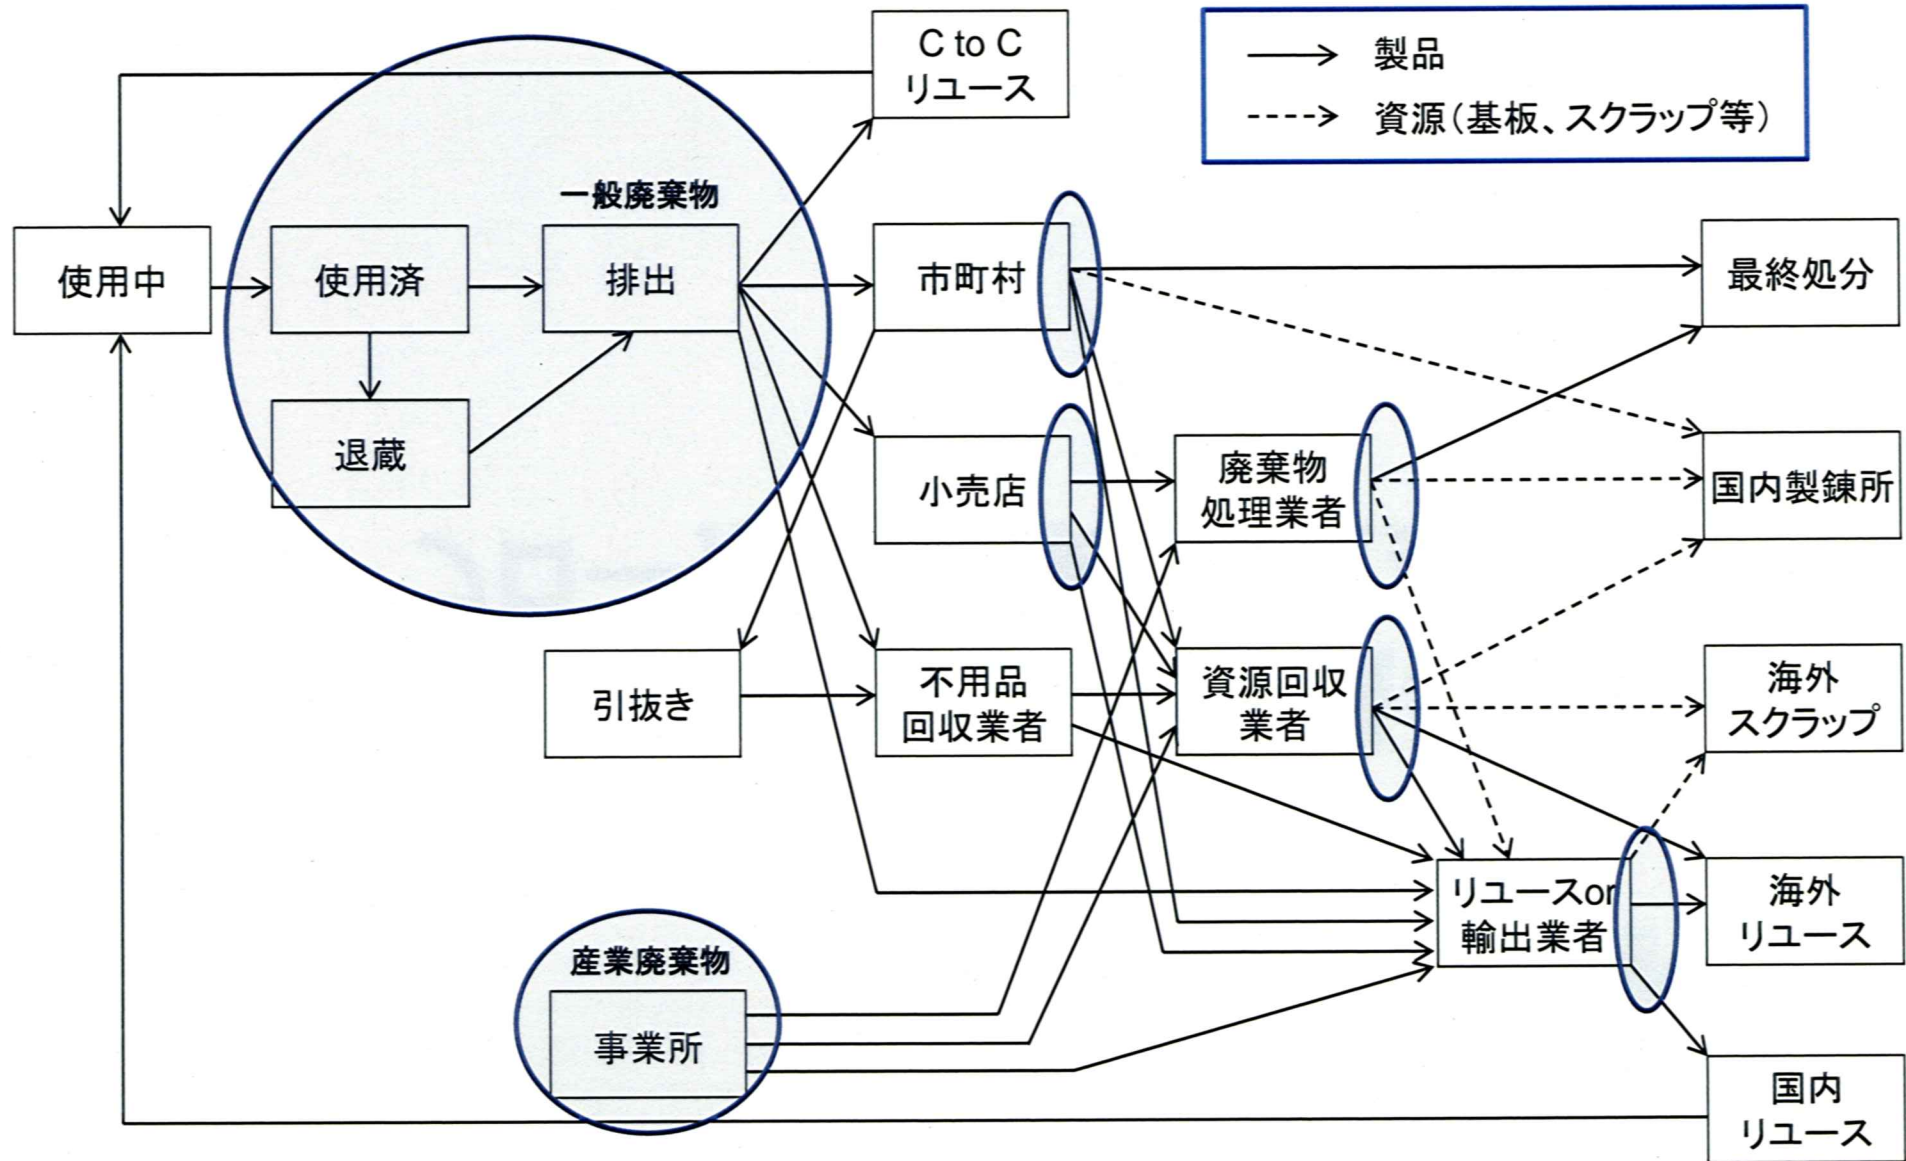 C to C
リユース
製品
資源（基板、スクラップ等）
一般廃棄物
使用中
使用済
排出
市町村
最終処分
退蔵
小売店
廃棄物
処理業者
国内製錬所
引抜き
不用品
回収業者
資源回収
業者
海外
スクラップ
リユースor
輸出業者
海外
リユース
産業廃棄物
事業所
国内
リユース